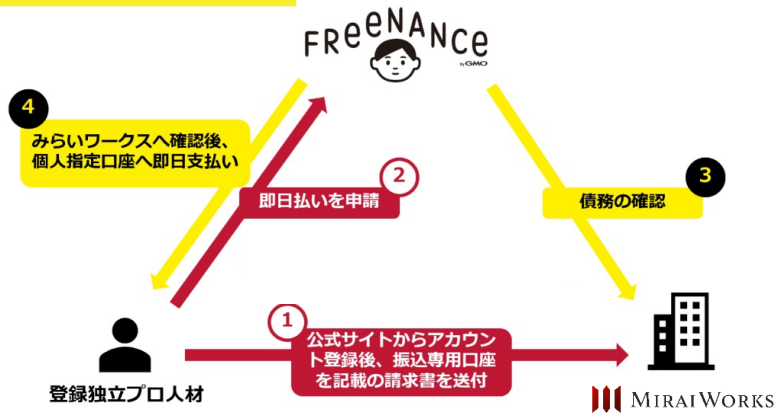 FReeNANCe
by GMO
4
みらいワークスへ確認後、
個人指定口座へ即日支払い
2
即日払いを申請
3
債務の確認
1
公式サイトからアカウン
ト登録後、振込専用口座
を記載の請求書を送付
登録独立プロ人材
MIRAIWORKS